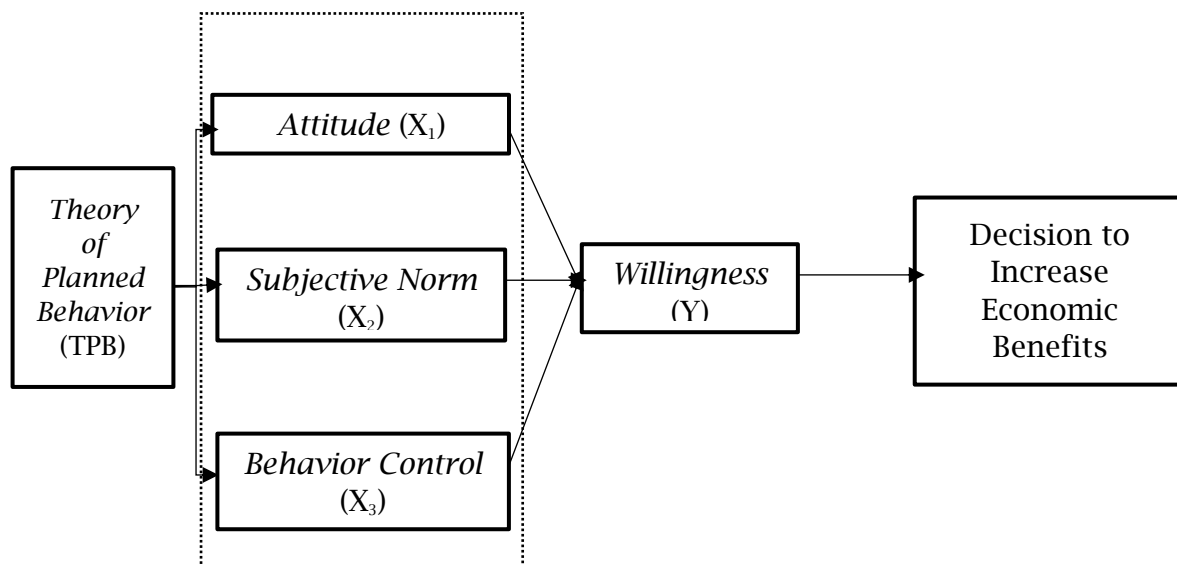 Theory
of
Planned
Behavior
(TPB)
Attitude (X₁)
Subjective Norm
(X₂)
Behavior Control
(X₃)
Willingness
(Y)
Decision to
Increase
Economic
Benefits